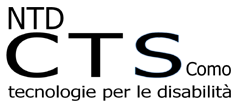 NTD
CTS Como
tecnologie per le disabilità